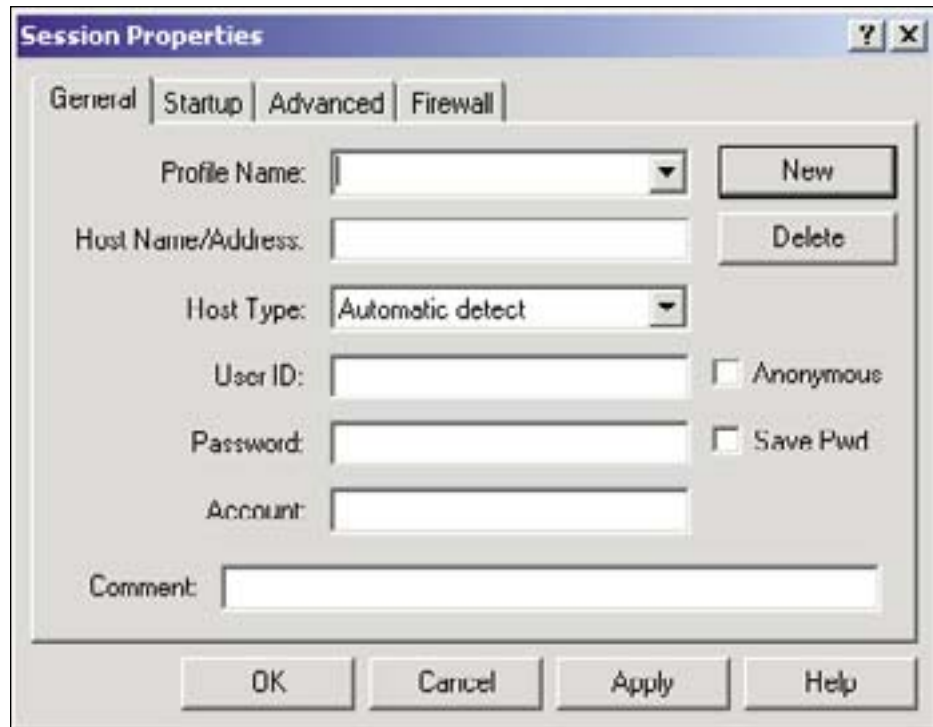 Session Properties
General Startup Advanced Firewall
Profile Name: New
Host Name/Address: Delete
Host Type: Automatic detect
User ID: Anonymous
Password: Save Pwd
Account:
Comment:
OK Cancel Apply Help